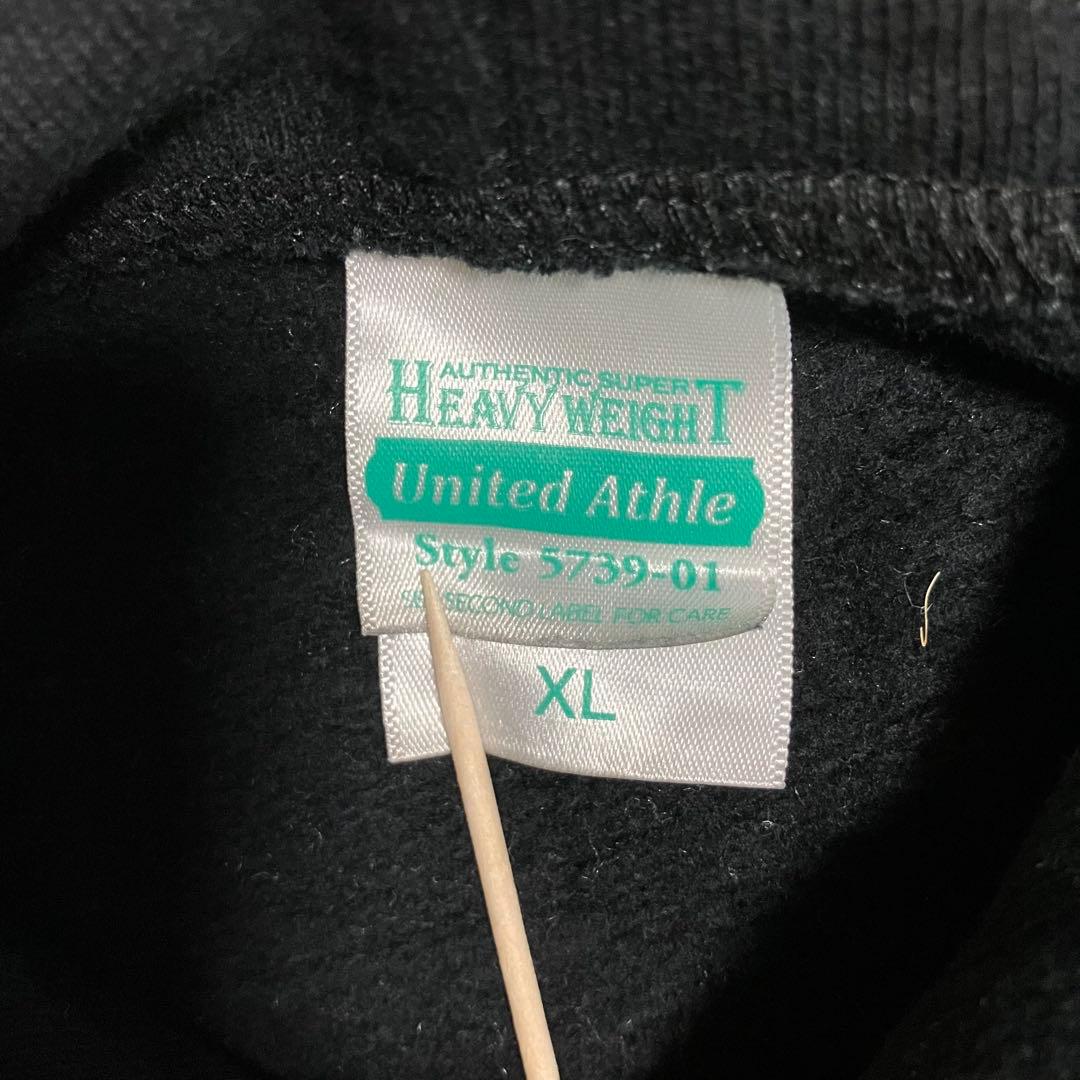 AUTHENTIC SUPER
HEAVY WEIGHT
United Athle
Style 5739-01
SECOND LABEL FOR CARE
XL